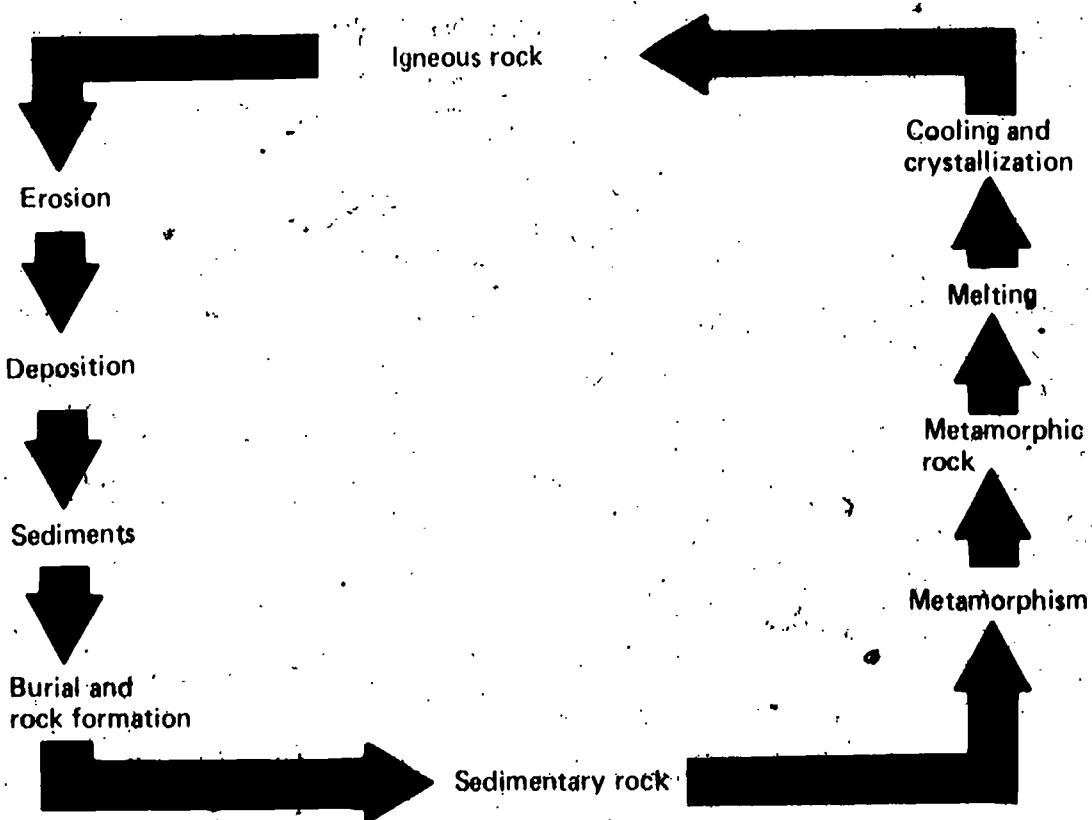 Igneous rock
Erosion
Deposition
Sediments
Burial and
rock formation
Sedimentary rock
Metamorphism
Metamorphic
rock
Melting
Cooling and
crystallization